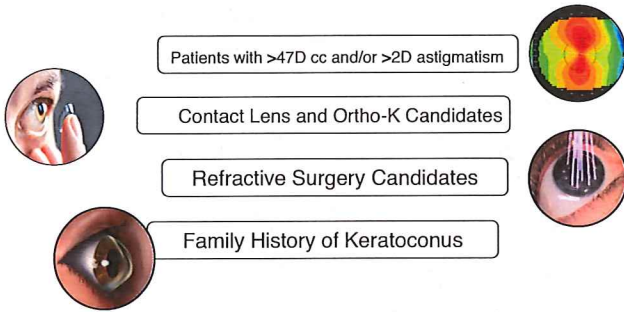 Patients with >47D cc and/or >2D astigmatism
Contact Lens and Ortho-K Candidates
Refractive Surgery Candidates
Family History of Keratoconus